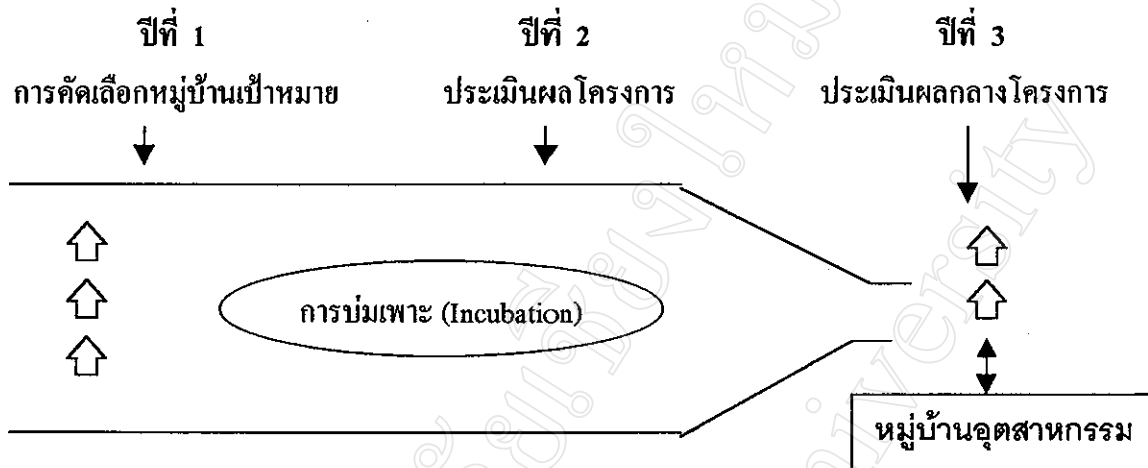 ปีที่ 1
ปีที่ 2
ปีที่ 3
การคัดเลือกหมู่บ้านเป้าหมาย
ประเมินผลโครงการ
ประเมินผลกลางโครงการ
การบ่มเพาะ (Incubation)
หมู่บ้านอุตสาหกรรม
University